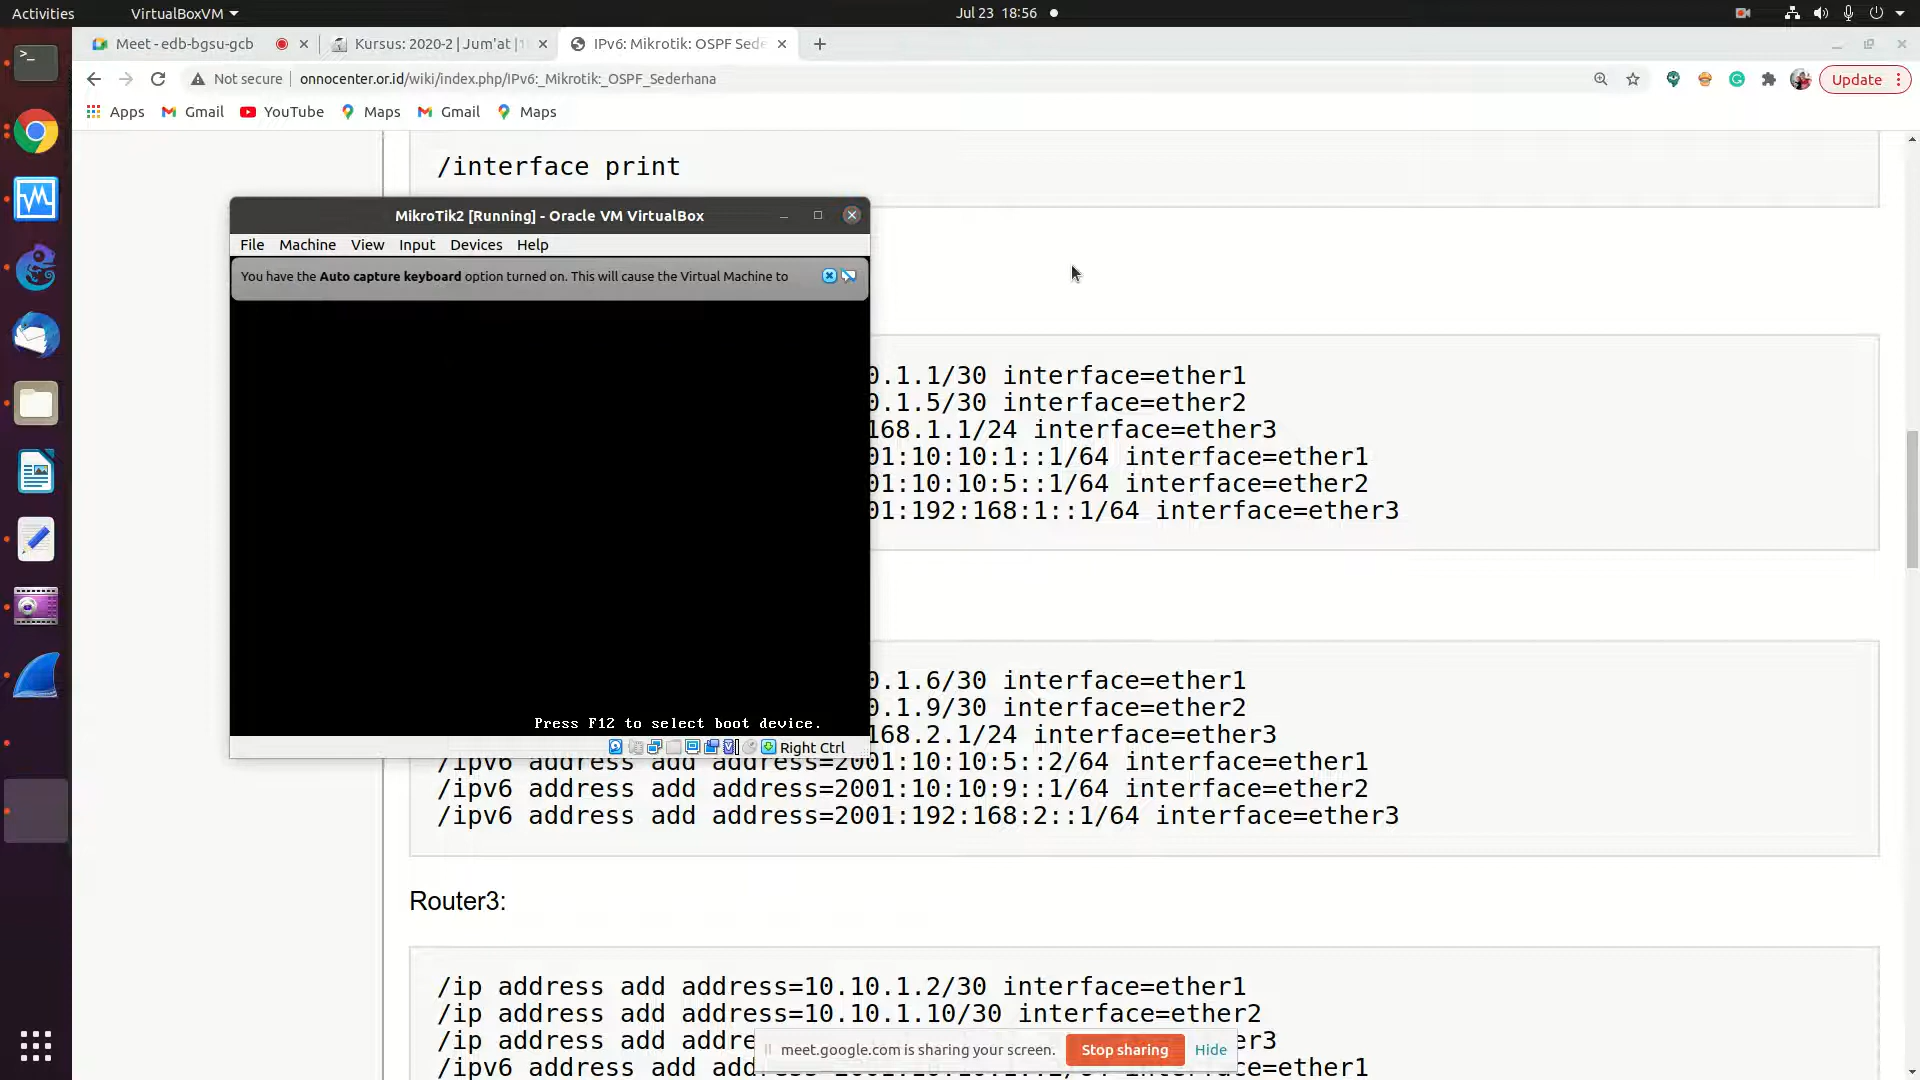 Activities
VirtualBoxVM
Jul 23 18:56
Meet - edb-bgsu-gcb
Kursus: 2020-2 | Jum'at |
IPv6: Mikrotik: OSPF Sede
Not secure
onnocenter.or.id/wiki/index.php/IPv6:_Mikrotik:_OSPF_Sederhana
Update
Apps
Gmail
YouTube
Maps
Gmail
Maps
/interface print
MikroTik2 [Running] - Oracle VM VirtualBox
File Machine View Input Devices Help
You have the Auto capture keyboard option turned on. This will cause the Virtual Machine to
Press F12 to select boot device.
Right Ctrl
0.1.1/30 interface=ether1
0.1.5/30 interface=ether2
168.1.1/24 interface=ether3
01:10:10:1::1/64 interface=ether1
01:10:10:5::1/64 interface=ether2
01:192:168:1::1/64 interface=ether3
0.1.6/30 interface=ether1
0.1.9/30 interface=ether2
168.2.1/24 interface=ether3
/ipv6 address add address=2001:10:10:5::2/64 interface=ether1
/ipv6 address add address=2001:10:10:9::1/64 interface=ether2
/ipv6 address add address=2001:192:168:2::1/64 interface=ether3
Router3:
/ip address add address=10.10.1.2/30 interface=ether1
/ip address add address=10.10.1.10/30 interface=ether2
/ip address add addre
e=ether3
/ipv6 address add add
ce=ether1
meet.google.com is sharing your screen.
Stop sharing
Hide